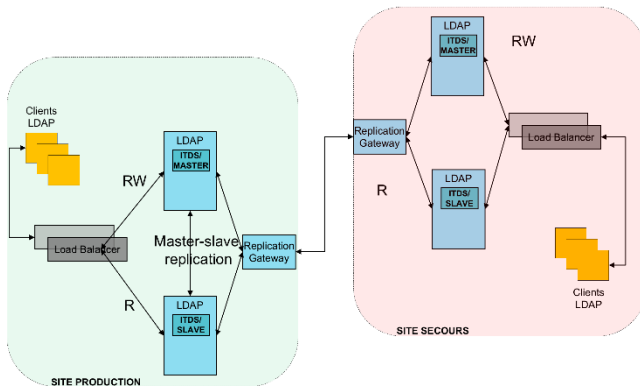 Clients
LDAP
RW
LDAP
ITDS/
MASTER
Load Balancer
Master-slave
replication
Replication
Gateway
R
LDAP
ITDS/
SLAVE
SITE PRODUCTION
LDAP
ITDS/
MASTER
RW
Replication
Gateway
Load Balancer
R
LDAP
ITDS/
SLAVE
Clients
LDAP
SITE SECOURS